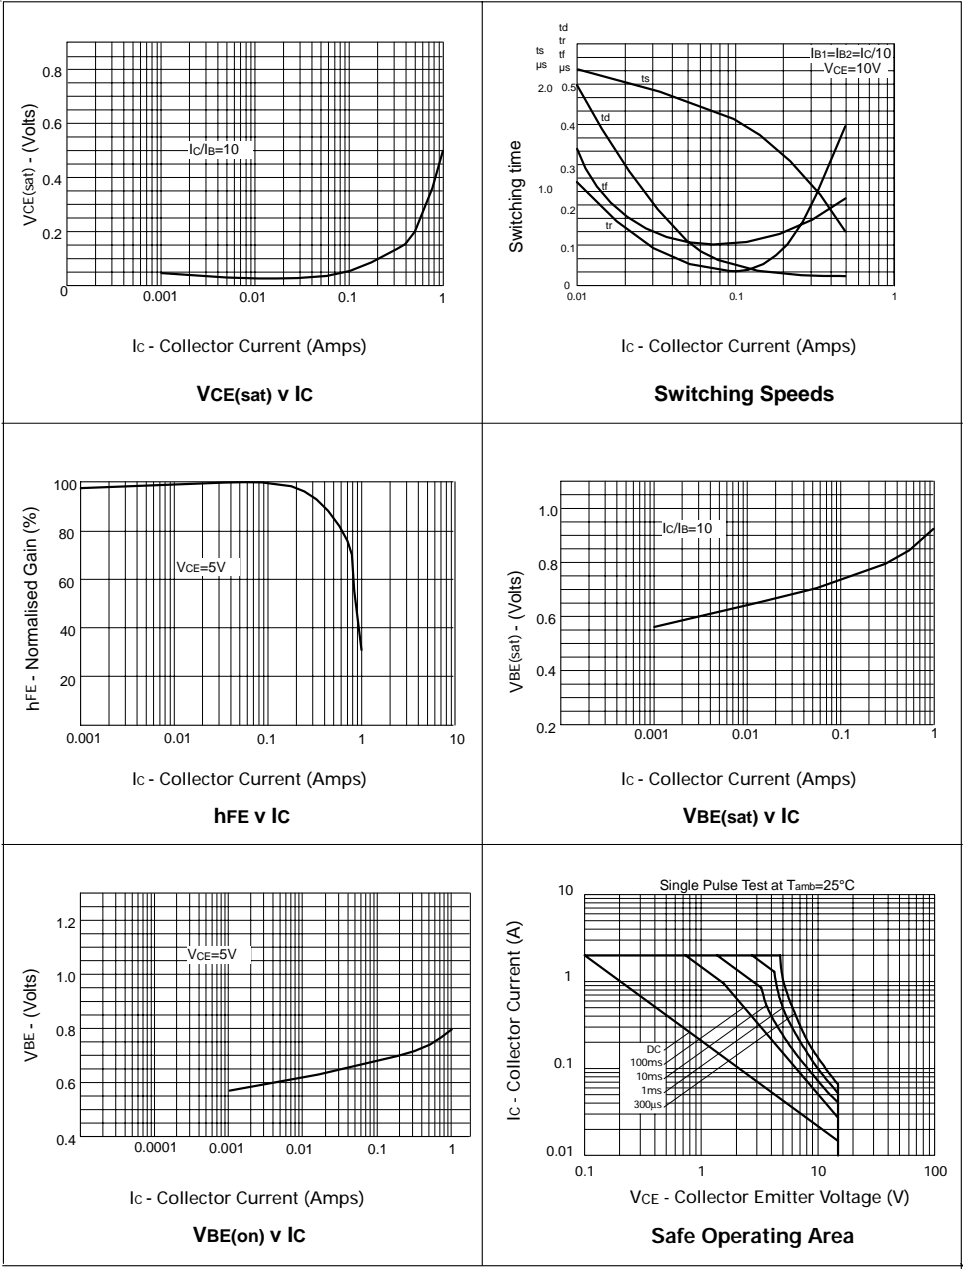 0.8
0.6
0.4
0.2
0
VCE(sat) - (Volts)
IC/IB=10
0.001
0.01
0.1
1
IC - Collector Current (Amps)
VCE(sat) v IC
td
tr
ts
tf
µs
µs
IB1=IB2=IC/10
VCE=10V
2.0
0.5
0.4
0.3
1.0
0.2
0.1
0
Switching time
ts
td
tf
tr
0.01
0.1
1
IC - Collector Current (Amps)
Switching Speeds
100
80
60
40
20
hFE - Normalised Gain (%)
VCE=5V
0.001
0.01
0.1
1
10
IC - Collector Current (Amps)
hFE v IC
1.0
0.8
0.6
0.4
0.2
VBE(sat) - (Volts)
IC/IB=10
0.001
0.01
0.1
1
IC - Collector Current (Amps)
VBE(sat) v IC
1.2
1.0
0.8
0.6
0.4
VBE - (Volts)
VCE=5V
0.0001
0.001
0.01
0.1
1
IC - Collector Current (Amps)
VBE(on) v IC
Single Pulse Test at Tamb=25°C
10
1
0.1
0.01
IC - Collector Current (A)
DC
100ms
10ms
1ms
300µs
0.1
1
10
100
VCE - Collector Emitter Voltage (V)
Safe Operating Area